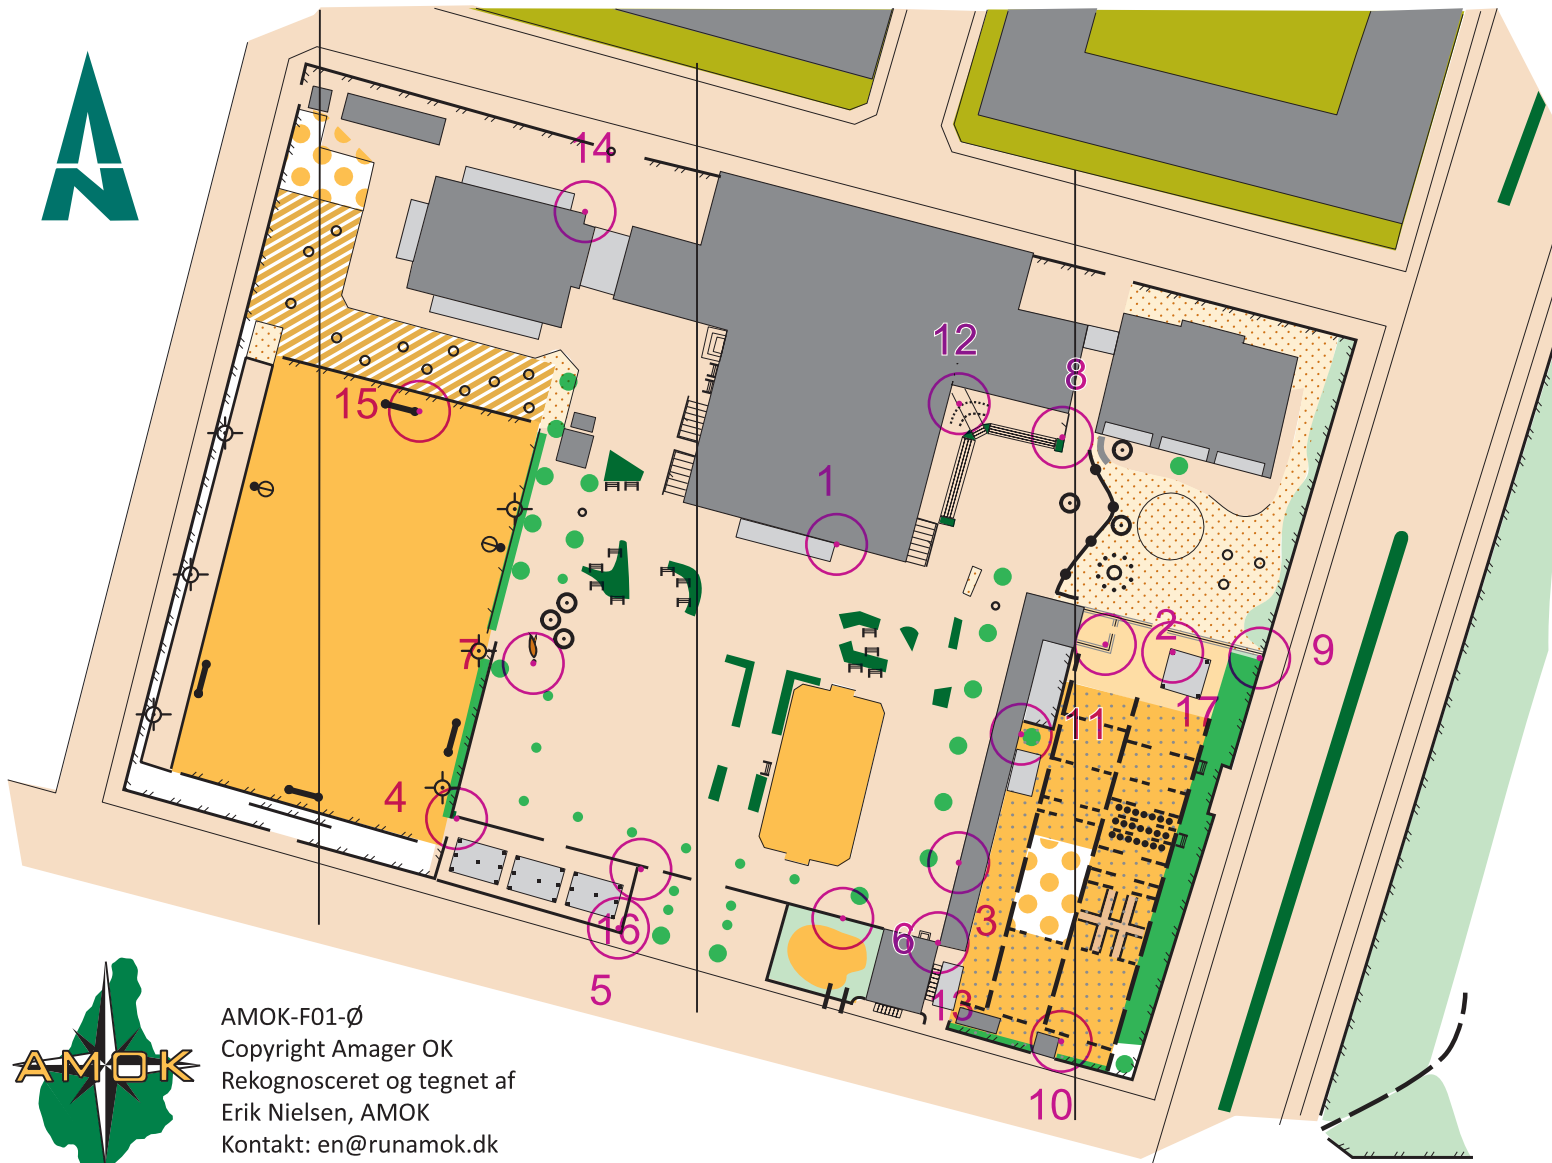 14
12
8
15
1
7
2
9
17
11
4
16
3
6
5
13
10
AMOK
AMOK-F01-Ø
Copyright Amager OK
Rekognosceret og tegnet af
Erik Nielsen, AMOK
Kontakt: en@runamok.dk